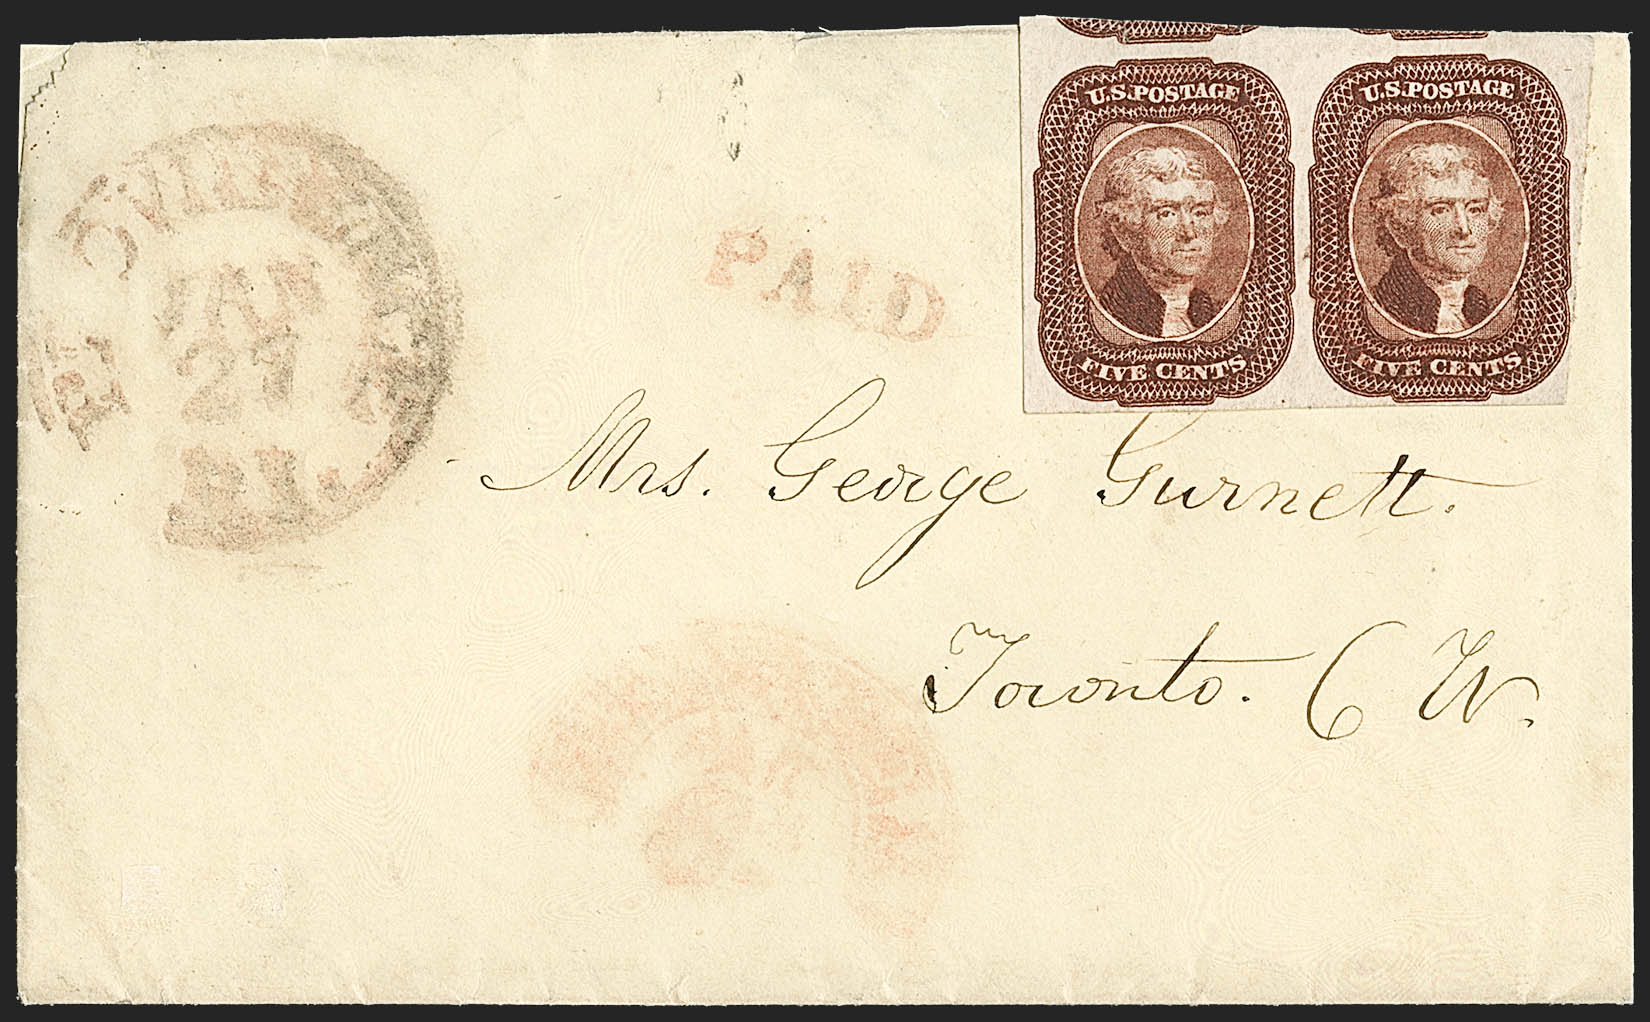 U.S. POSTAGE
FIVE CENTS
U.S. POSTAGE
FIVE CENTS
JAN
27
R.I.
PAID
Mrs. George Gurnett.
Toronto. C W.